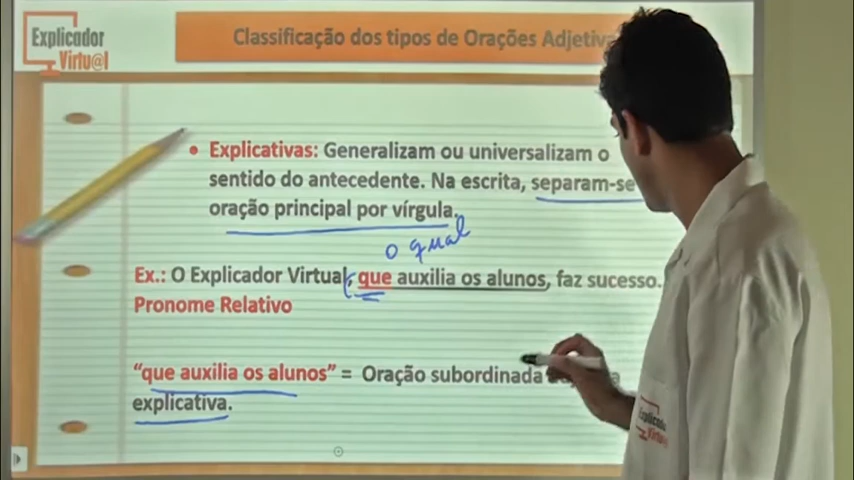 Explicador
Virtu@l
Classificação dos tipos de Orações
Explicativas: Generalizam ou universalizam o
sentido do antecedente. Na escrita, separam-se
oração principal por vírgula.
o qual
Ex.: O Explicador Virtual, que auxilia os alunos, faz sucesso.
Pronome Relativo
"que auxilia os alunos" = Oração subordinada
explicativa.
Explicador
Virtu@l